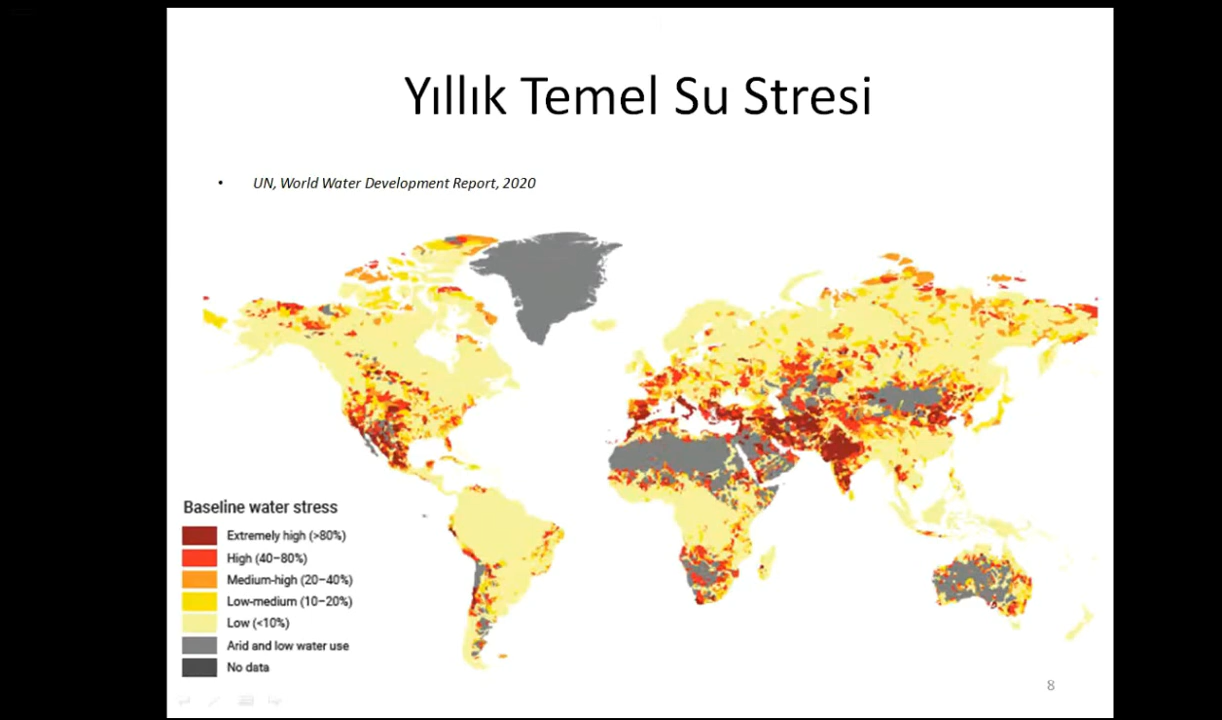 Yıllık Temel Su Stresi
• UN, World Water Development Report, 2020
Baseline water stress
Extremely high (>80%)
High (40–80%)
Medium-high (20–40%)
Low-medium (10–20%)
Low (<10%)
Arid and low water use
No data
8